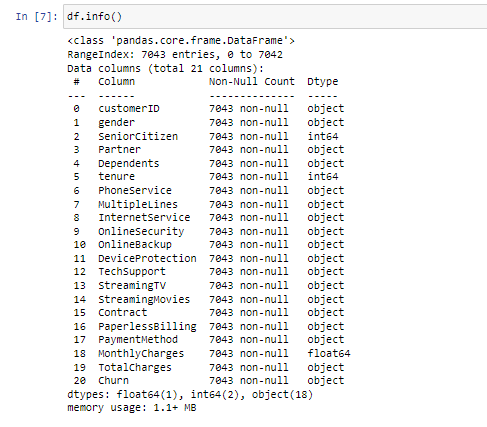 In [7]: df.info()
<class 'pandas.core.frame.DataFrame'>
RangeIndex: 7043 entries, 0 to 7042
Data columns (total 21 columns):
 #   Column            Non-Null Count  Dtype
---  ------            --------------  -----
 0   customerID        7043 non-null   object
 1   gender            7043 non-null   object
 2   SeniorCitizen     7043 non-null   int64
 3   Partner           7043 non-null   object
 4   Dependents        7043 non-null   object
 5   tenure            7043 non-null   int64
 6   PhoneService      7043 non-null   object
 7   MultipleLines     7043 non-null   object
 8   InternetService   7043 non-null   object
 9   OnlineSecurity    7043 non-null   object
 10  OnlineBackup      7043 non-null   object
 11  DeviceProtection  7043 non-null   object
 12  TechSupport       7043 non-null   object
 13  StreamingTV       7043 non-null   object
 14  StreamingMovies   7043 non-null   object
 15  Contract          7043 non-null   object
 16  PaperlessBilling  7043 non-null   object
 17  PaymentMethod     7043 non-null   object
 18  MonthlyCharges    7043 non-null   float64
 19  TotalCharges      7043 non-null   object
 20  Churn             7043 non-null   object
dtypes: float64(1), int64(2), object(18)
memory usage: 1.1+ MB